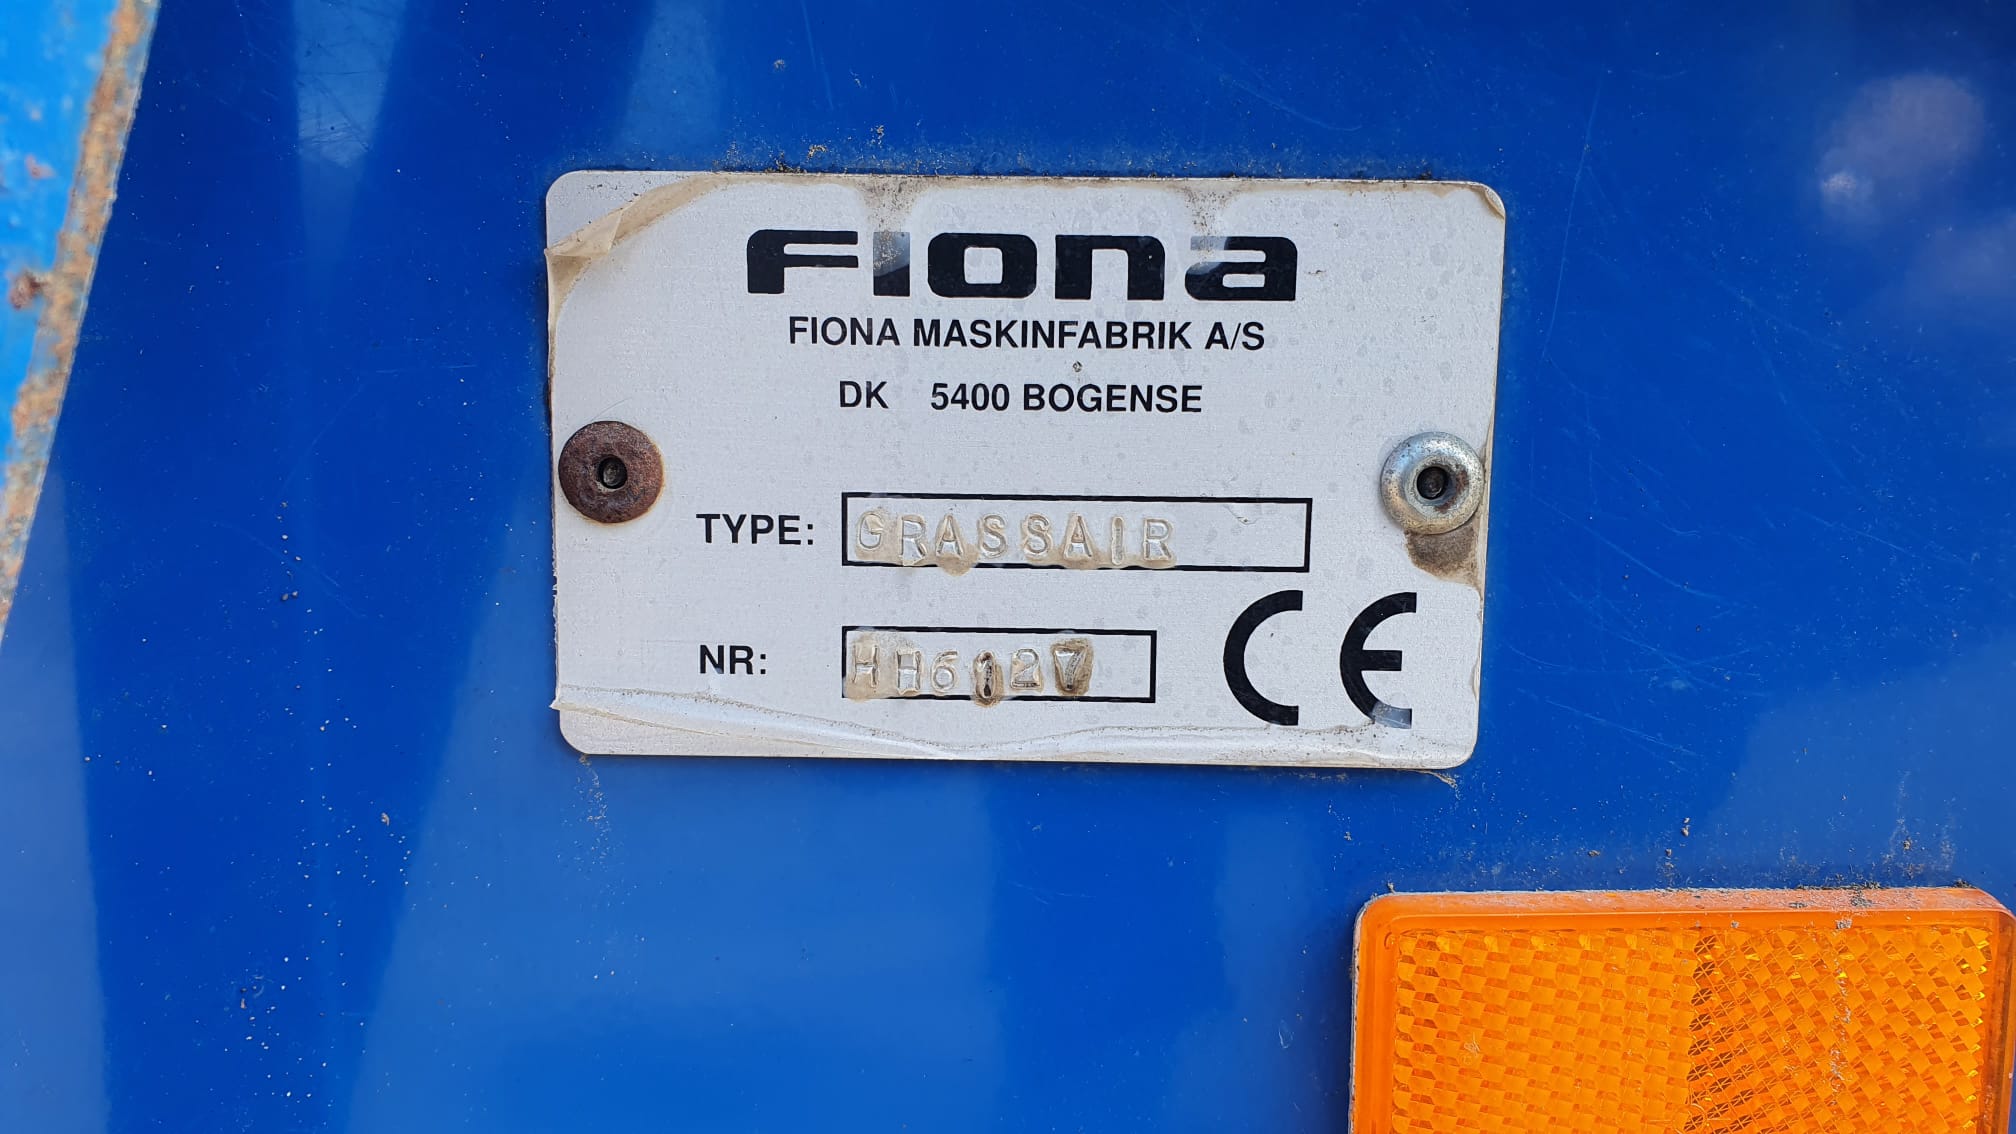 Fiona
FIONA MASKINFABRIK A/S
DK 5400 BOGENSE
TYPE: GRASSAIR
NR: HH6127
CE